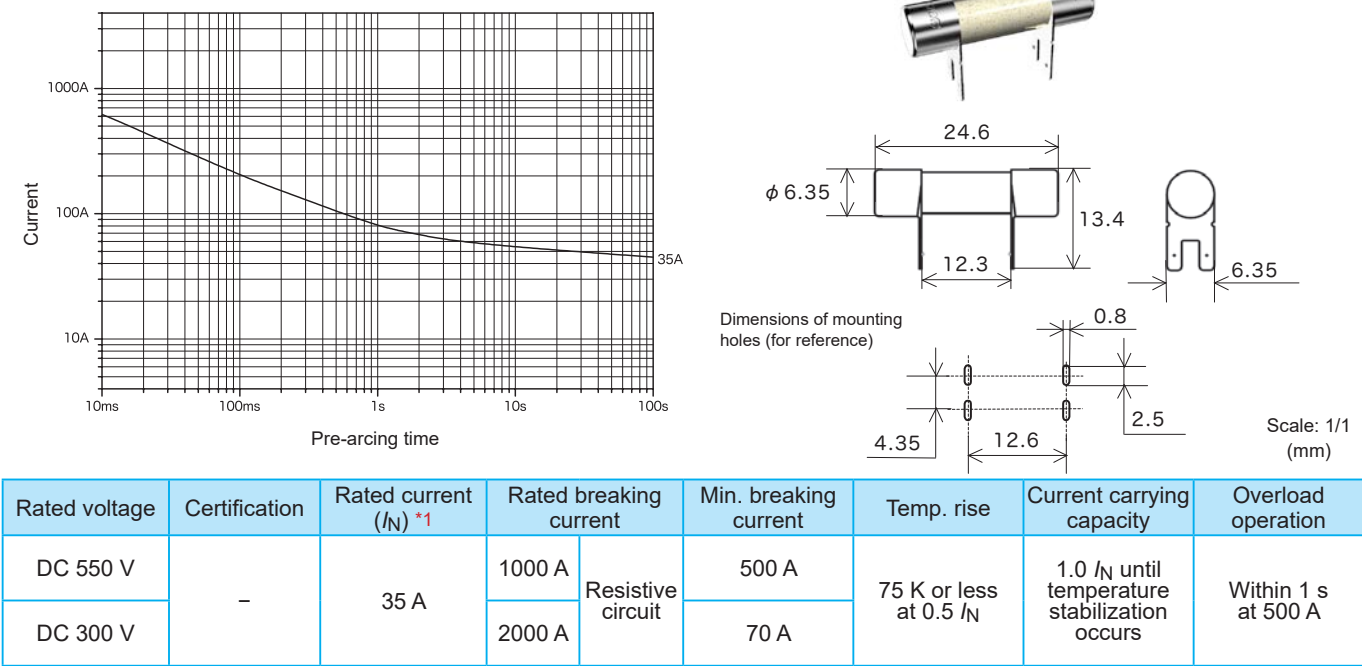 1000A
100A
10A
Current
35A
10ms
100ms
1s
10s
100s
Pre-arcing time
24.6
φ 6.35
13.4
12.3
6.35
Dimensions of mounting
holes (for reference)
0.8
2.5
4.35
12.6
Scale: 1/1
(mm)
Rated voltage
Certification
Rated current
(IN) *1
Rated breaking
current
Min. breaking
current
Temp. rise
Current carrying
capacity
Overload
operation
DC 550 V
–
35 A
1000 A
Resistive
circuit
500 A
75 K or less
at 0.5 IN
1.0 IN until
temperature
stabilization
occurs
Within 1 s
at 500 A
DC 300 V
2000 A
70 A